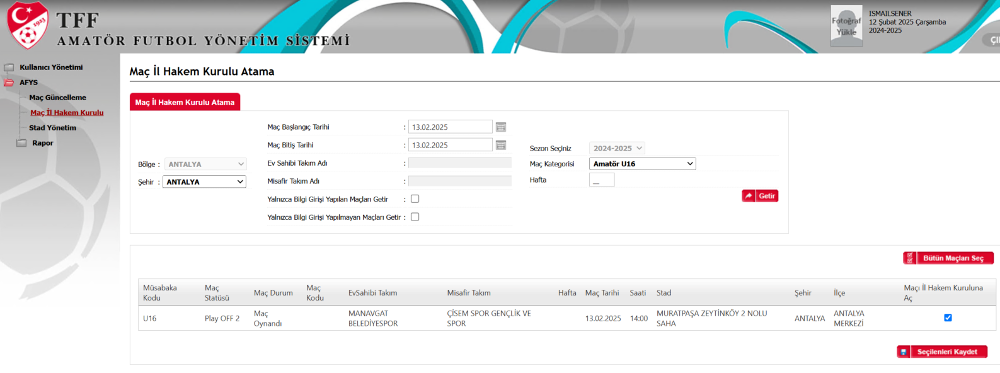 1923
TFF
AMATÖR FUTBOL YÖNETİM SİSTEMİ
Fotoğraf
Yükle
ISMAILSENER
12 Şubat 2025 Çarşamba
2024-2025
Kullanıcı Yönetimi
AFYS
Maç Güncelleme
Maç İl Hakem Kurulu
Stad Yönetim
Rapor
Maç İl Hakem Kurulu Atama
Maç İl Hakem Kurulu Atama
Bölge : ANTALYA
Şehir : ANTALYA
Maç Başlangıç Tarihi : 13.02.2025
Maç Bitiş Tarihi : 13.02.2025
Ev Sahibi Takım Adı :
Misafir Takım Adı :
Yalnızca Bilgi Girişi Yapılan Maçları Getir :
Yalnızca Bilgi Girişi Yapılmayan Maçları Getir :
Sezon Seçiniz 2024-2025
Maç Kategorisi Amatör U16
Hafta __
Getir
Bütün Maçları Seç
Müsabaka Kodu Maç Statüsü Maç Durum Maç Kodu EvSahibi Takım Misafir Takım Hafta Maç Tarihi Saati Stad Şehir İlçe Maçı İl Hakem Kuruluna Aç
U16 Play OFF 2 Maç Oynandı MANAVGAT BELEDİYESPOR ÇİSEM SPOR GENÇLİK VE SPOR 13.02.2025 14:00 MURATPAŞA ZEYTİNKÖY 2 NOLU SAHA ANTALYA ANTALYA MERKEZİ
Seçilenleri Kaydet